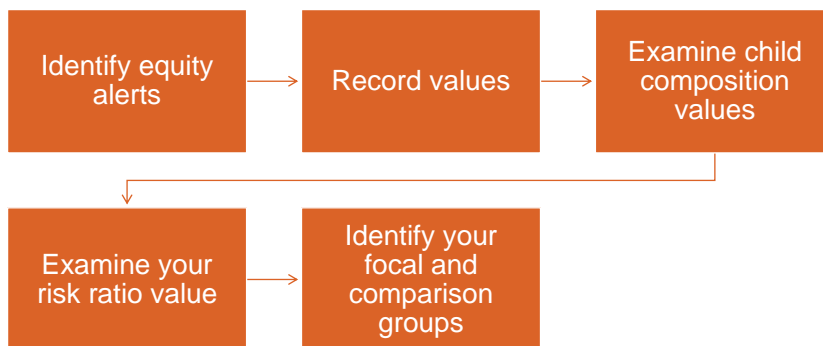 Identify equity
alerts
Record values
Examine child
composition
values
Examine your
risk ratio value
Identify your
focal and
comparison
groups